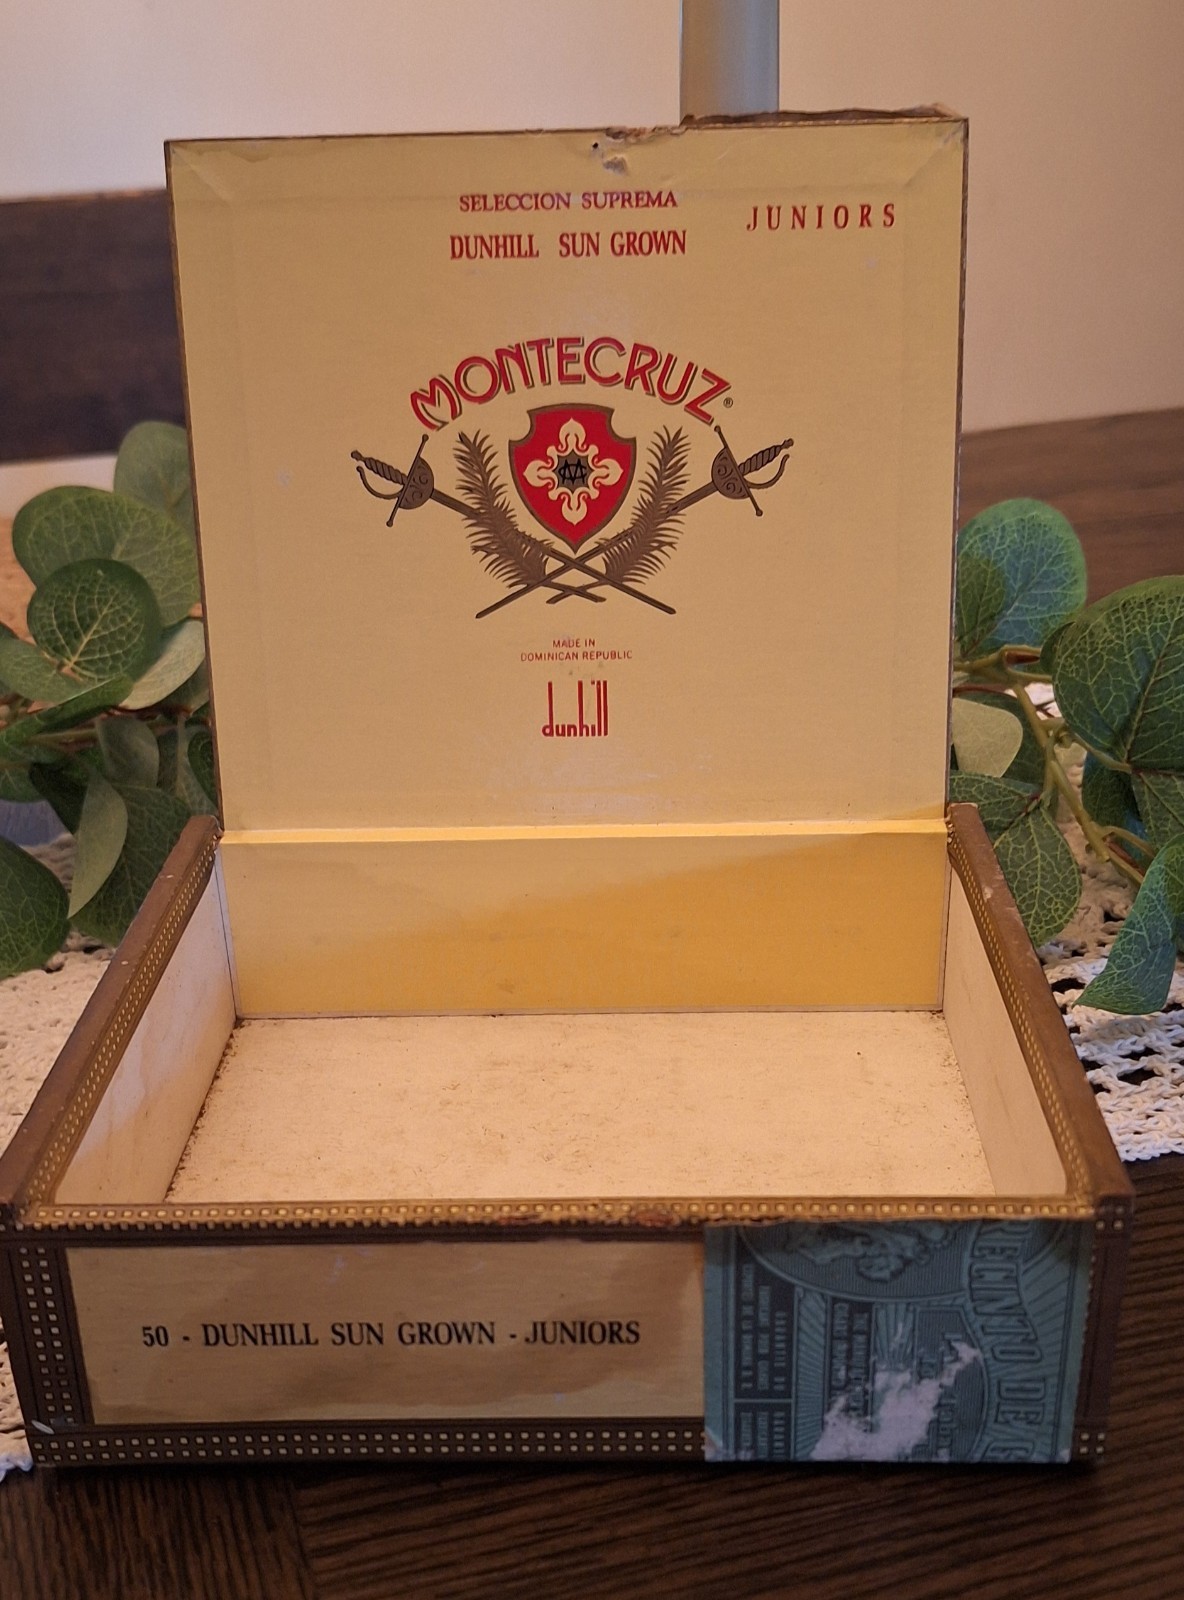 SELECCION SUPREMA
DUNHILL SUN GROWN
JUNIORS
MONTECRUZ®
MADE IN
DOMINICAN REPUBLIC
dunhill
50 - DUNHILL SUN GROWN - JUNIORS